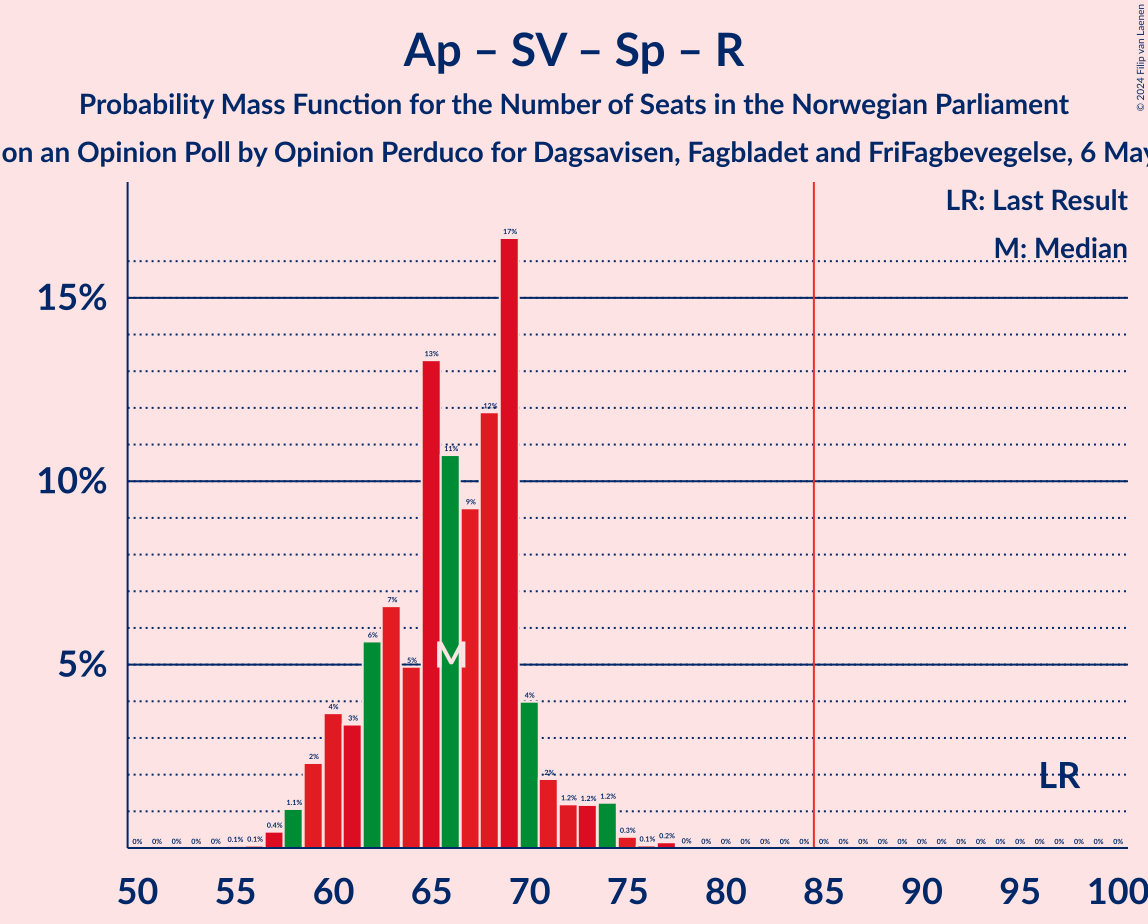 Ap – SV – Sp – R
Probability Mass Function for the Number of Seats in the Norwegian Parliament
on an Opinion Poll by Opinion Perduco for Dagsavisen, Fagbladet and FriFagbevegelse, 6 May
© 2024 Filip van Laenen
LR: Last Result
M: Median
15%
10%
5%
0% 0% 0% 0% 0% 0.1% 0.1% 0.4% 1.1% 2% 4% 3% 6% 7% 5% 13% 11% 9% 12% 17% 4% 2% 1.2% 1.2% 1.2% 0.3% 0.1% 0.2% 0% 0% 0% 0% 0% 0% 0% 0% 0% 0% 0% 0% 0% 0% 0% 0% 0% 0% 0% 0% 0% 0% 0%
M
LR
50 55 60 65 70 75 80 85 90 95 100